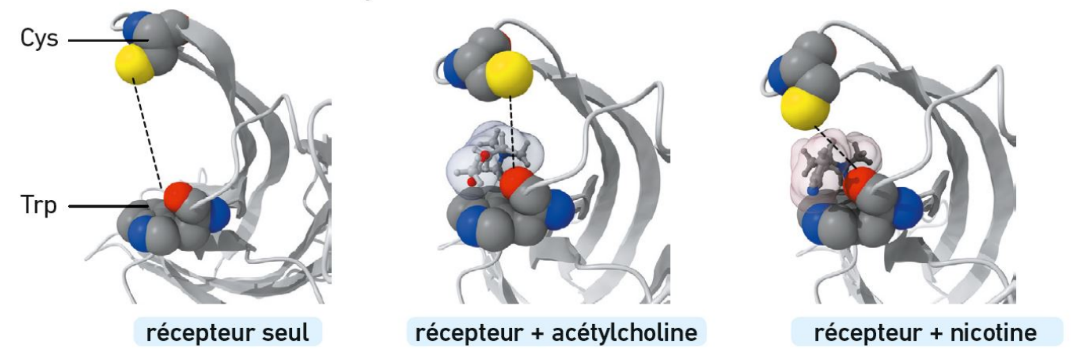 Cys
Trp
récepteur seul
récepteur + acétylcholine
récepteur + nicotine